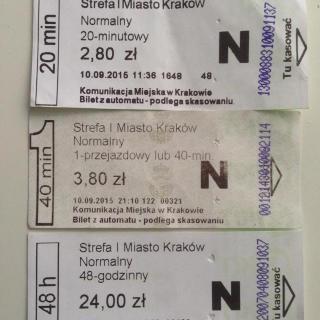 20 min
Strefa I Miasto Kraków
Normalny
20-minutowy
2,80 zł
N
10.09.2015 11:36 1648 48
Komunikacja Miejska w Krakowie
Bilet z automatu - podlega skasowaniu.
1300088310091137
Tu kasować
1
40 min
Strefa I Miasto Kraków
Normalny
1-przejazdowy lub 40-min.
3,80 zł
N
10.09.2015 21:10 122 00321
Komunikacja Miejska w Krakowie
Bilet z automatu - podlega skasowaniu.
0012143010092114
48 h
Strefa I Miasto Kraków
Normalny
48-godzinny
24,00 zł
N
20070408091037
Tu kasować